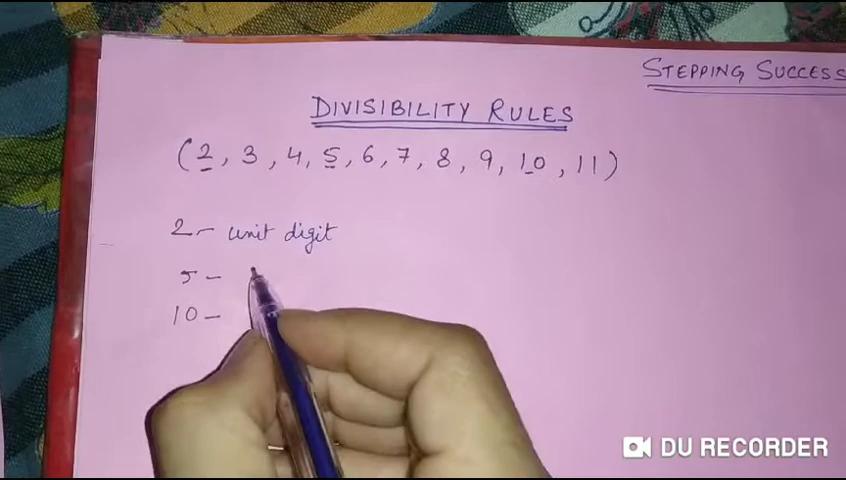 STEPPING SUCCESS
DIVISIBILITY RULES
(2, 3, 4, 5, 6, 7, 8, 9, 10, 11)
2 - unit digit
5 -
10 -
DU RECORDER